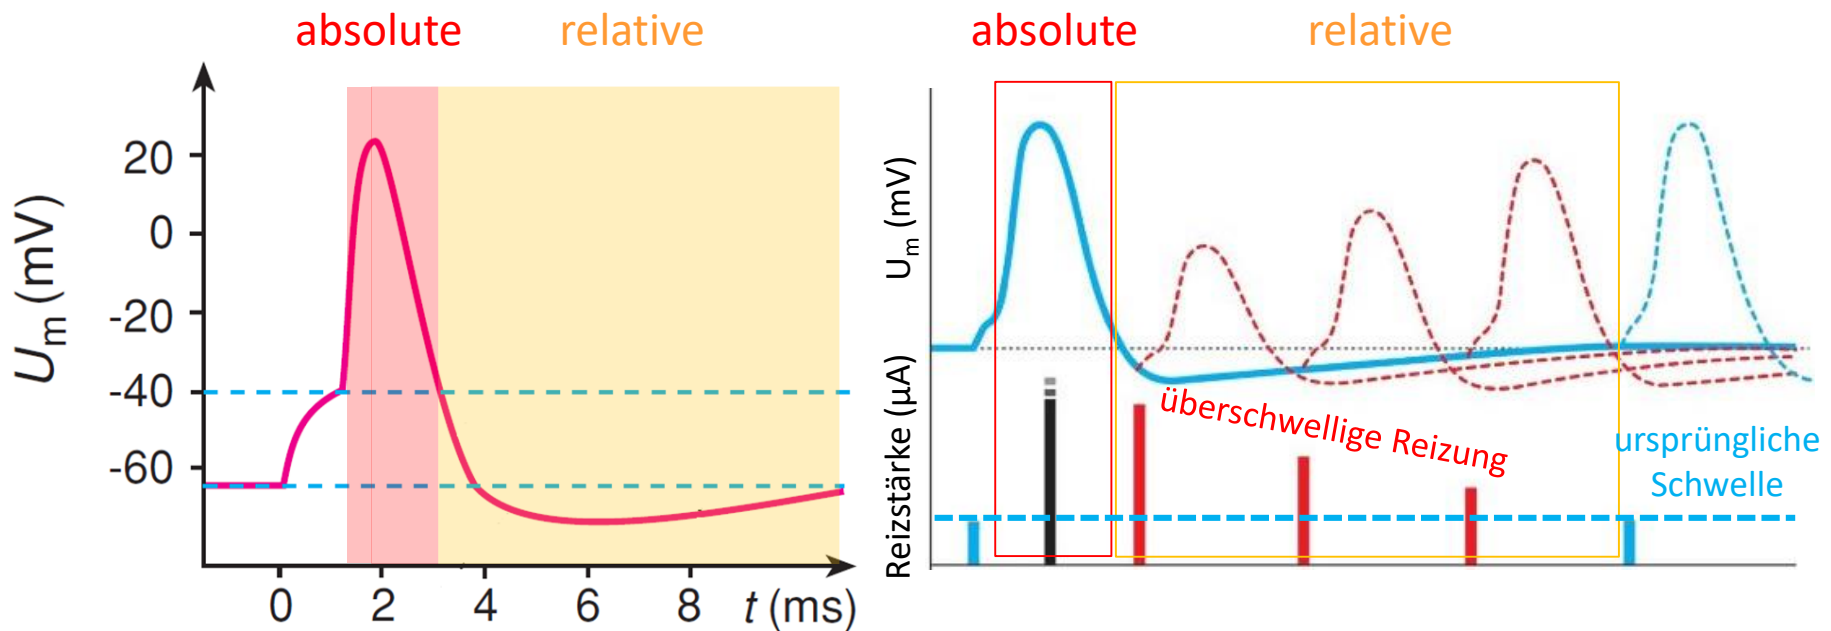 absolute
relative
20
0
-20
-40
-60
Um (mV)
0
2
4
6
8
t (ms)
absolute
relative
Um (mV)
Reizstärke (µA)
überschwellige Reizung
ursprüngliche
Schwelle